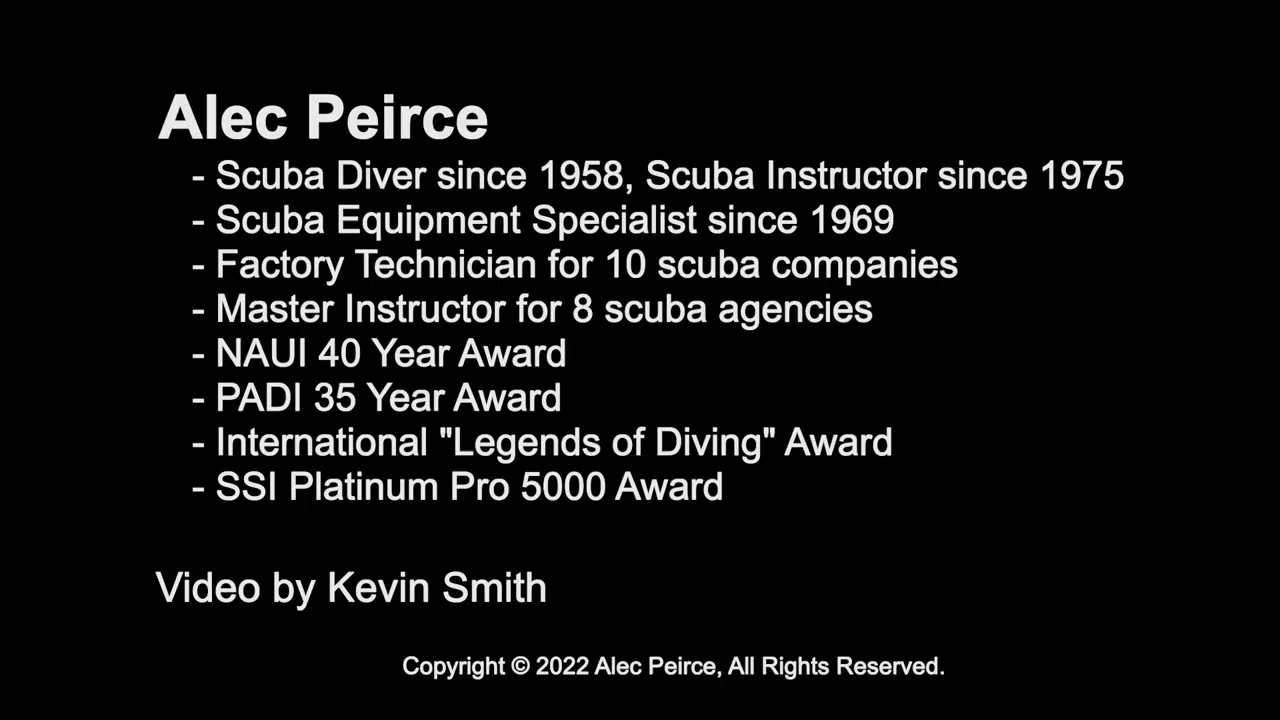 Alec Peirce
- Scuba Diver since 1958, Scuba Instructor since 1975
- Scuba Equipment Specialist since 1969
- Factory Technician for 10 scuba companies
- Master Instructor for 8 scuba agencies
- NAUI 40 Year Award
- PADI 35 Year Award
- International "Legends of Diving" Award
- SSI Platinum Pro 5000 Award
Video by Kevin Smith
Copyright © 2022 Alec Peirce, All Rights Reserved.